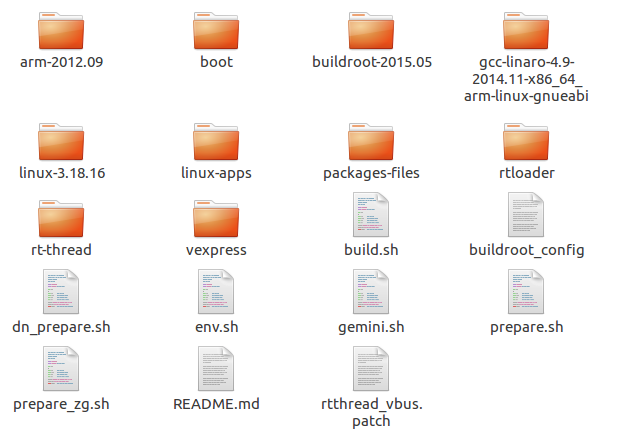 arm-2012.09
boot
buildroot-2015.05
gcc-linaro-4.9-
2014.11-x86_64_
arm-linux-gnueabi
linux-3.18.16
linux-apps
packages-files
rtloader
rt-thread
vexpress
build.sh
buildroot_config
dn_prepare.sh
env.sh
gemini.sh
prepare.sh
prepare_zg.sh
README.md
rtthread_vbus.
patch